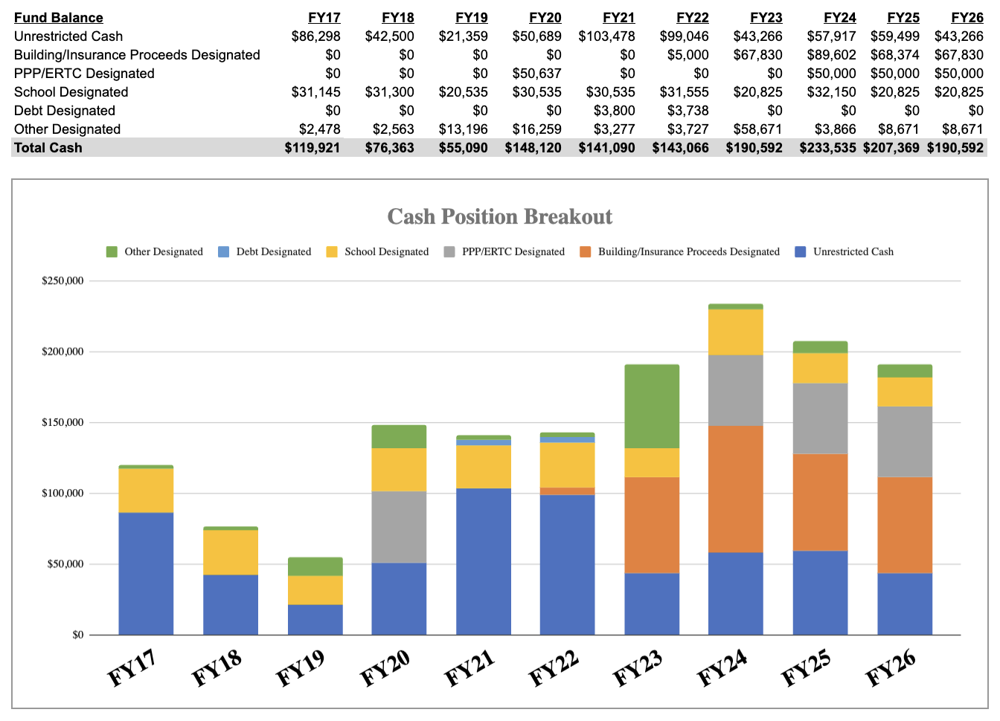 Fund Balance FY17 FY18 FY19 FY20 FY21 FY22 FY23 FY24 FY25 FY26
Unrestricted Cash $86,298 $42,500 $21,359 $50,689 $103,478 $99,046 $43,266 $57,917 $59,499 $43,266
Building/Insurance Proceeds Designated $0 $0 $0 $0 $0 $5,000 $67,830 $89,602 $68,374 $67,830
PPP/ERTC Designated $0 $0 $0 $50,637 $0 $0 $0 $50,000 $50,000 $50,000
School Designated $31,145 $31,300 $20,535 $30,535 $30,535 $31,555 $20,825 $32,150 $20,825 $20,825
Debt Designated $0 $0 $0 $0 $3,800 $3,738 $0 $0 $0 $0
Other Designated $2,478 $2,563 $13,196 $16,259 $3,277 $3,727 $58,671 $3,866 $8,671 $8,671
Total Cash $119,921 $76,363 $55,090 $148,120 $141,090 $143,066 $190,592 $233,535 $207,369 $190,592
Cash Position Breakout
Other Designated Debt Designated School Designated PPP/ERTC Designated Building/Insurance Proceeds Designated Unrestricted Cash
$250,000
$200,000
$150,000
$100,000
$50,000
$0
FY17 FY18 FY19 FY20 FY21 FY22 FY23 FY24 FY25 FY26